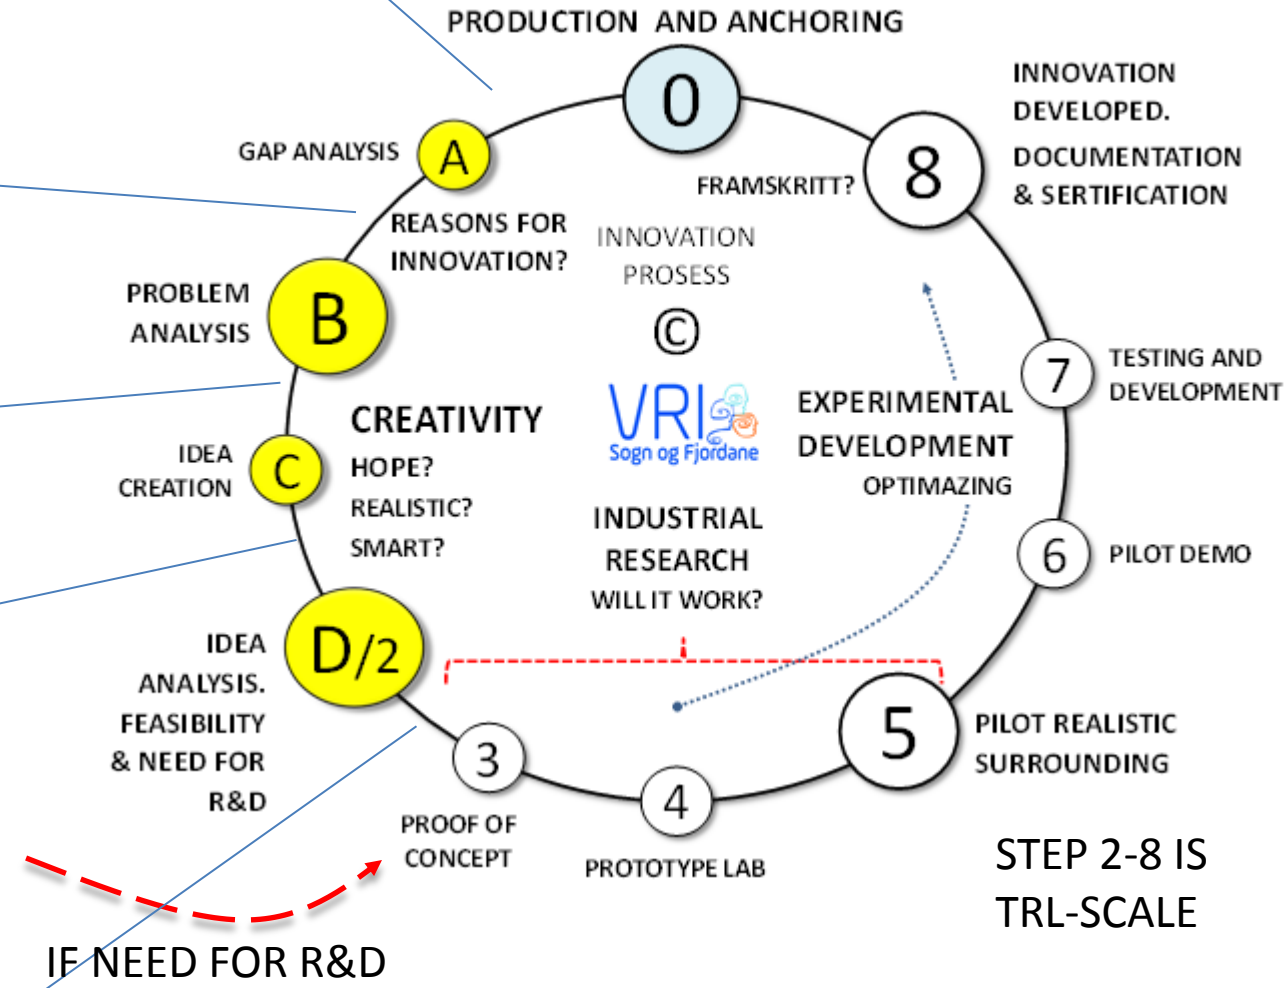 PRODUCTION AND ANCHORING
0
INNOVATION
DEVELOPED.
DOCUMENTATION
& SERTIFICATION
8
FRAMSKRITT?
A
GAP ANALYSIS
REASONS FOR
INNOVATION?
INNOVATION
PROSESS
©
VRI
Sogn og Fjordane
B
PROBLEM
ANALYSIS
7
TESTING AND
DEVELOPMENT
CREATIVITY
HOPE?
REALISTIC?
SMART?
EXPERIMENTAL
DEVELOPMENT
OPTIMAZING
C
IDEA
CREATION
INDUSTRIAL
RESEARCH
WILL IT WORK?
6
PILOT DEMO
D/2
IDEA
ANALYSIS.
FEASIBILITY
& NEED FOR
R&D
5
PILOT REALISTIC
SURROUNDING
3
PROOF OF
CONCEPT
4
PROTOTYPE LAB
STEP 2-8 IS
TRL-SCALE
IF NEED FOR R&D